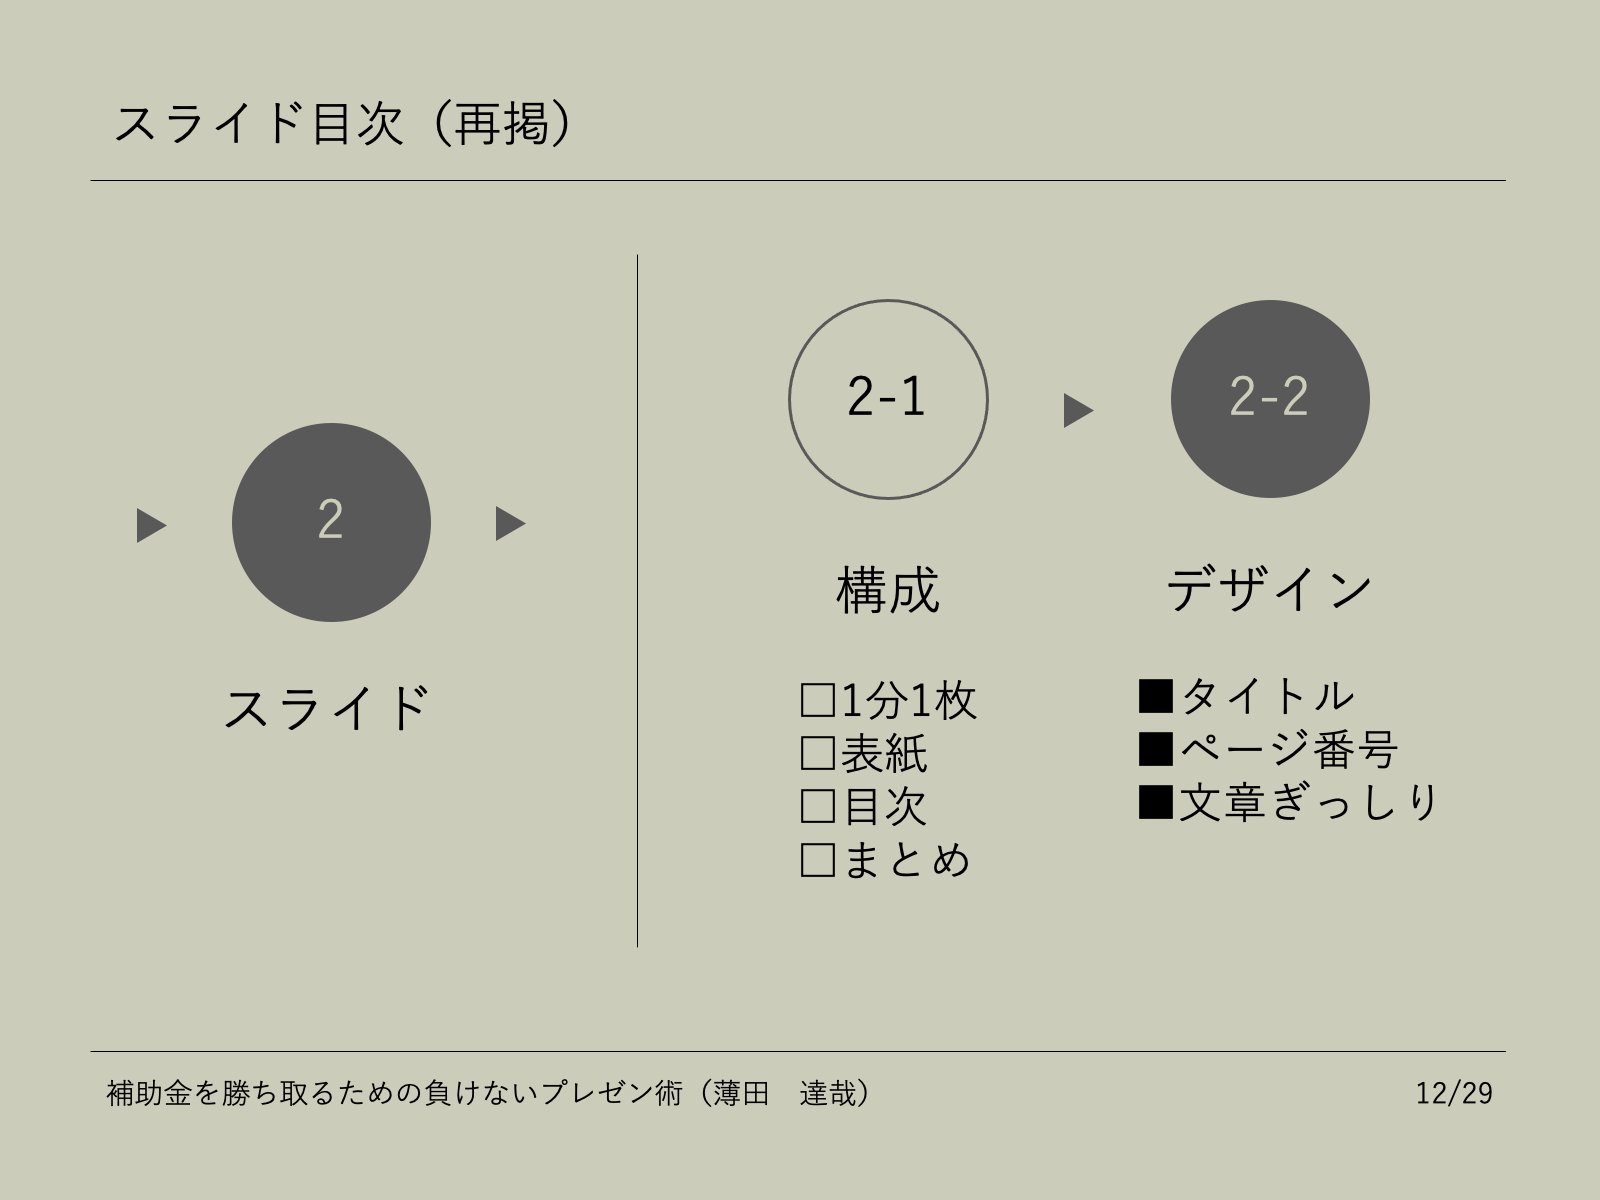 スライド目次（再掲）
2
スライド
2-1
構成
□1分1枚
□表紙
□目次
□まとめ
2-2
デザイン
■タイトル
■ページ番号
■文章ぎっしり
補助金を勝ち取るための負けないプレゼン術（薄田　達哉）
12/29